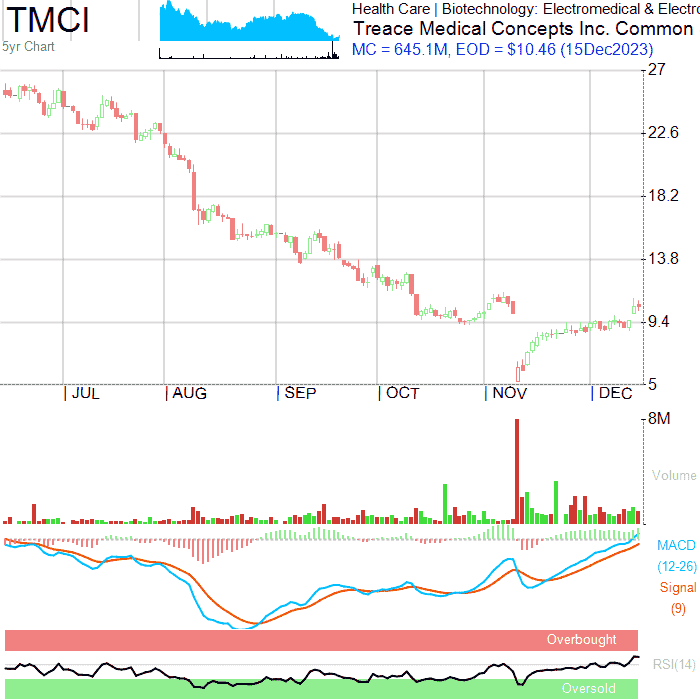 TMCI
5yr Chart
Health Care | Biotechnology: Electromedical & Electro
Treace Medical Concepts Inc. Common
MC = 645.1M, EOD = $10.46 (15Dec2023)
27
22.6
18.2
13.8
9.4
5
| JUL | AUG | SEP | OCT | NOV | DEC
8M
Volume
MACD
(12-26)
Signal
(9)
Overbought
RSI(14)
Oversold